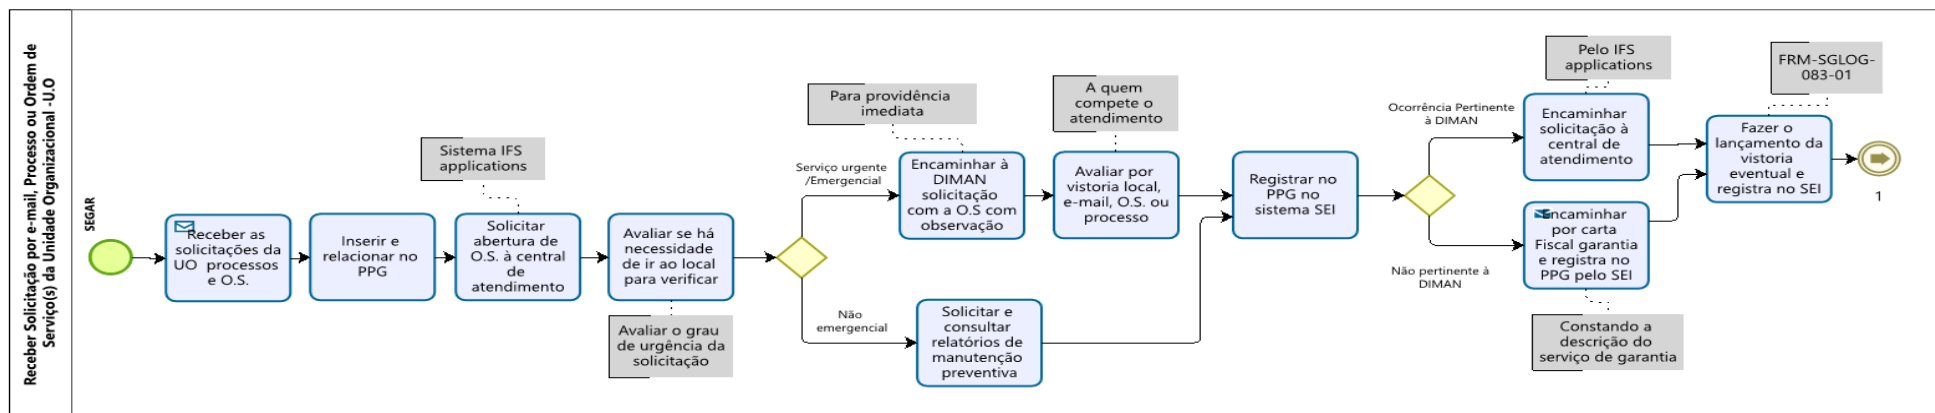 Receber Solicitação por e-mail, Processo ou Ordem de
Serviço(s) da Unidade Organizacional -U.O
SEGAR
Receber as
solicitações da
UO processos
e O.S.
Inserir e
relacionar no
PPG
Sistema IFS
applications
Solicitar
abertura de
O.S. à central
de
atendimento
Avaliar se há
necessidade
de ir ao local
para verificar
Avaliar o grau
de urgência da
solicitação
Serviço urgente
/Emergencial
Não
emergencial
Para providência
imediata
Encaminhar à
DIMAN
solicitação
com a O.S com
observação
Solicitar e
consultar
relatórios de
manutenção
preventiva
A quem
compete o
atendimento
Avaliar por
vistoria local,
e-mail, O.S. ou
processo
Registrar no
PPG no
sistema SEI
Ocorrência Pertinente
à DIMAN
Não pertinente à
DIMAN
Pelo IFS
applications
Encaminhar
solicitação à
central de
atendimento
Encaminhar
por carta
Fiscal garantia
e registra no
PPG pelo SEI
Constando a
descrição do
serviço de garantia
FRM-SGLOG-
083-01
Fazer o
lançamento da
vistoria
eventual e
registra no SEI
1